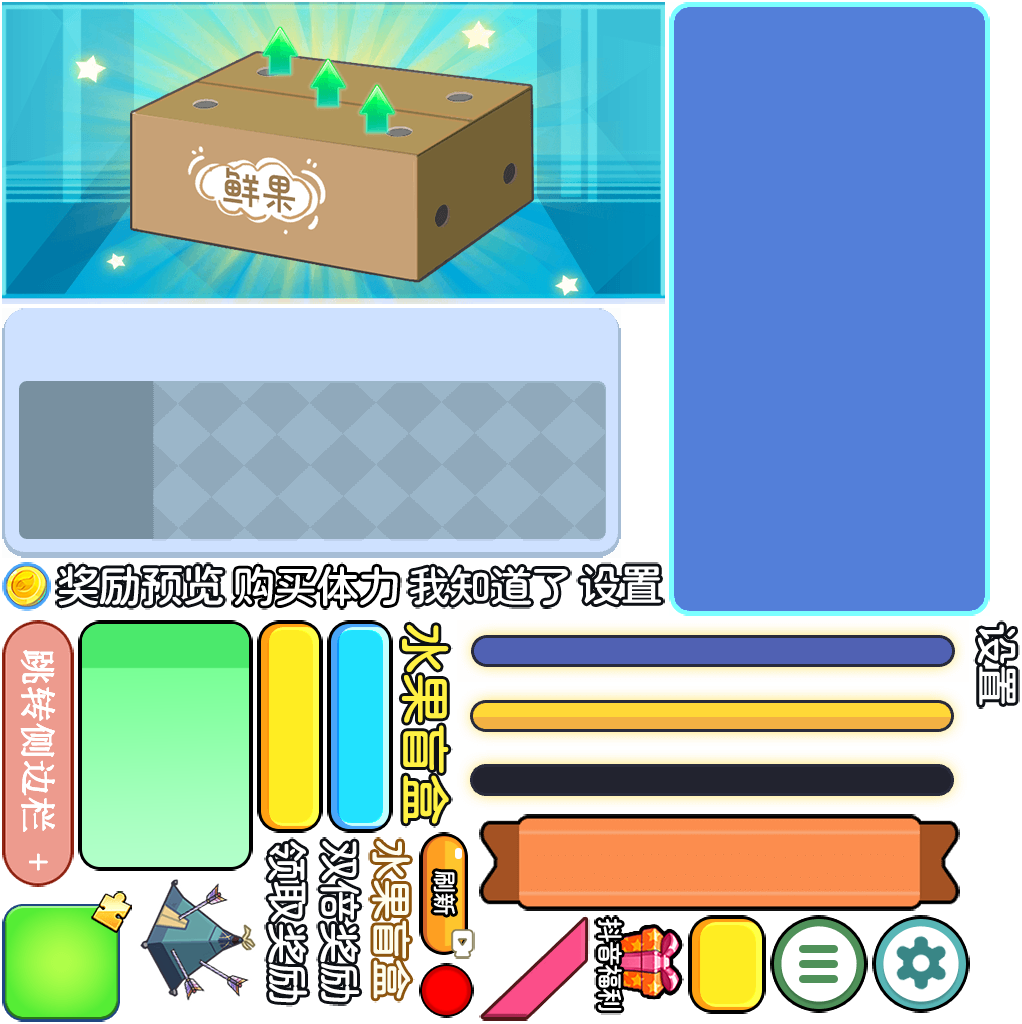 鲜果
奖励预览
购买体力
我知道了
设置
设置
跳转侧边栏 +
水果盲盒
领取奖励
双倍奖励
水果盲盒
刷新
抖音福利